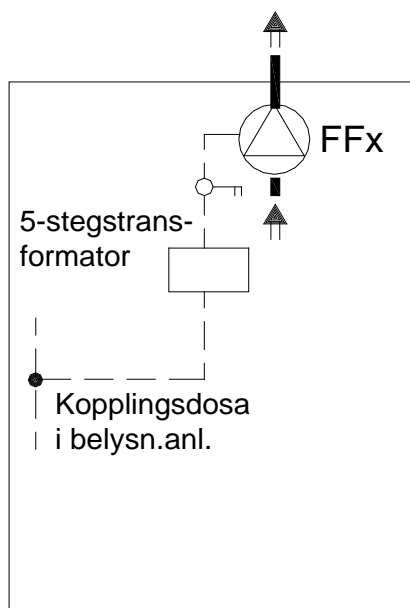 FFx
5-stegstrans-
formator
Kopplingsdosa
i belysn.anl.